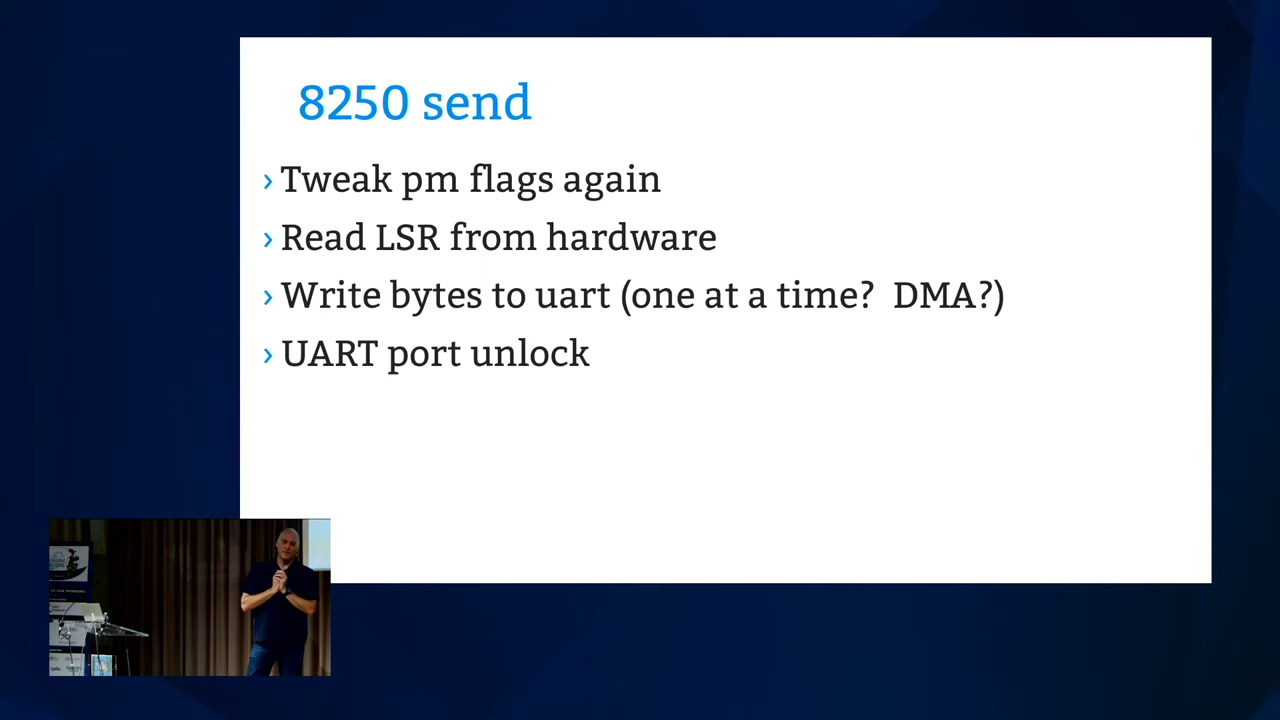 8250 send
› Tweak pm flags again
› Read LSR from hardware
› Write bytes to uart (one at a time?  DMA?)
› UART port unlock